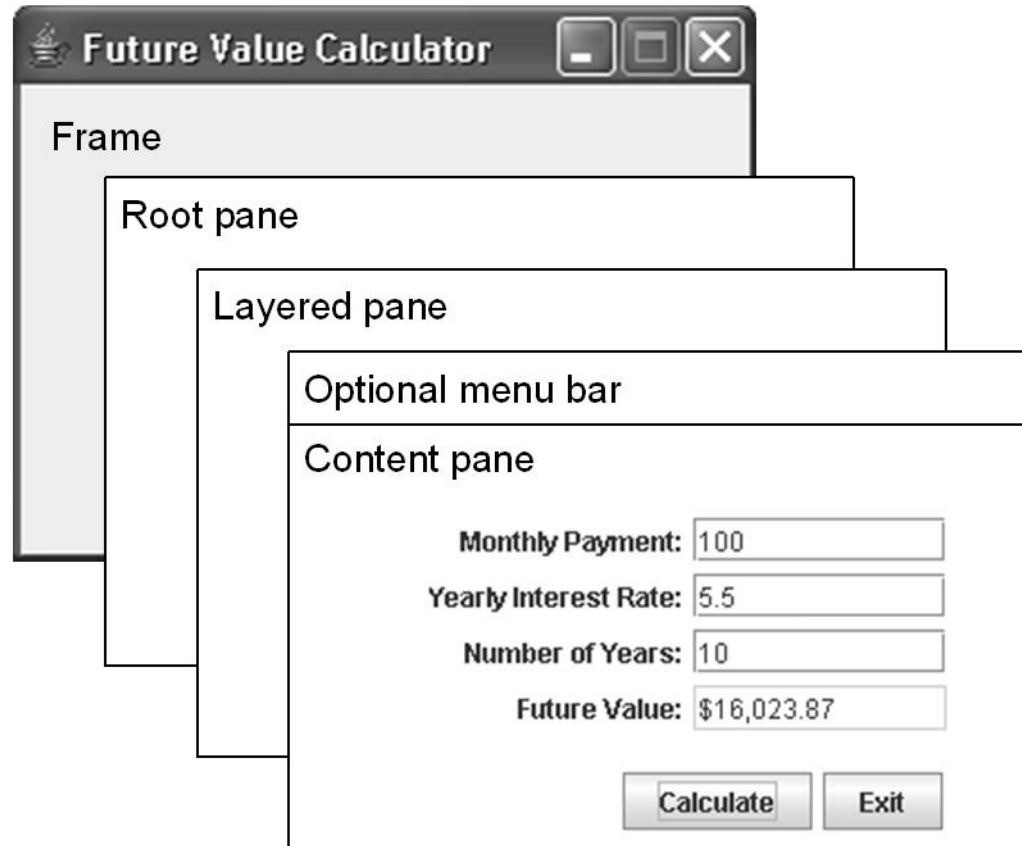 Future Value Calculator
Frame
Root pane
Layered pane
Optional menu bar
Content pane
Monthly Payment: 100
Yearly Interest Rate: 5.5
Number of Years: 10
Future Value: $16,023.87
Calculate Exit